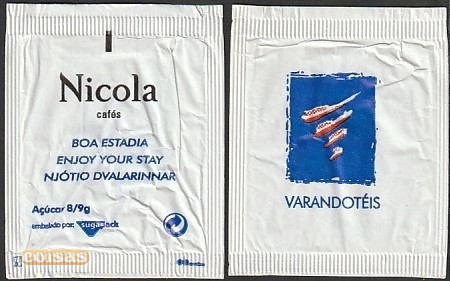 Nicola
cafés
BOA ESTADIA
ENJOY YOUR STAY
NJÓTIO DVALARINNAR
Açúcar 8/9g
embalado por: sugarpack
coisas
VARANDOTÉIS